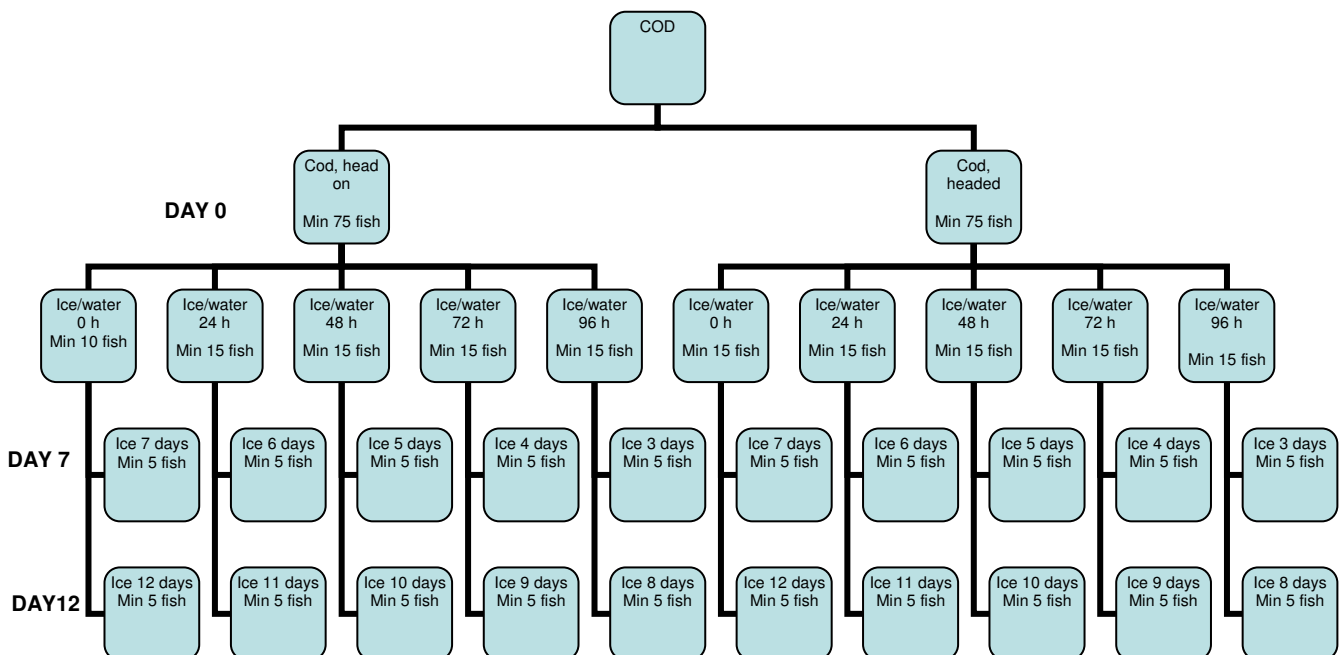 COD
Cod, head
on
Min 75 fish
Cod,
headed
Min 75 fish
DAY 0
Ice/water
0 h
Min 10 fish
Ice/water
24 h
Min 15 fish
Ice/water
48 h
Min 15 fish
Ice/water
72 h
Min 15 fish
Ice/water
96 h
Min 15 fish
Ice/water
0 h
Min 15 fish
Ice/water
24 h
Min 15 fish
Ice/water
48 h
Min 15 fish
Ice/water
72 h
Min 15 fish
Ice/water
96 h
Min 15 fish
DAY 7
Ice 7 days
Min 5 fish
Ice 6 days
Min 5 fish
Ice 5 days
Min 5 fish
Ice 4 days
Min 5 fish
Ice 3 days
Min 5 fish
Ice 7 days
Min 5 fish
Ice 6 days
Min 5 fish
Ice 5 days
Min 5 fish
Ice 4 days
Min 5 fish
Ice 3 days
Min 5 fish
DAY12
Ice 12 days
Min 5 fish
Ice 11 days
Min 5 fish
Ice 10 days
Min 5 fish
Ice 9 days
Min 5 fish
Ice 8 days
Min 5 fish
Ice 12 days
Min 5 fish
Ice 11 days
Min 5 fish
Ice 10 days
Min 5 fish
Ice 9 days
Min 5 fish
Ice 8 days
Min 5 fish